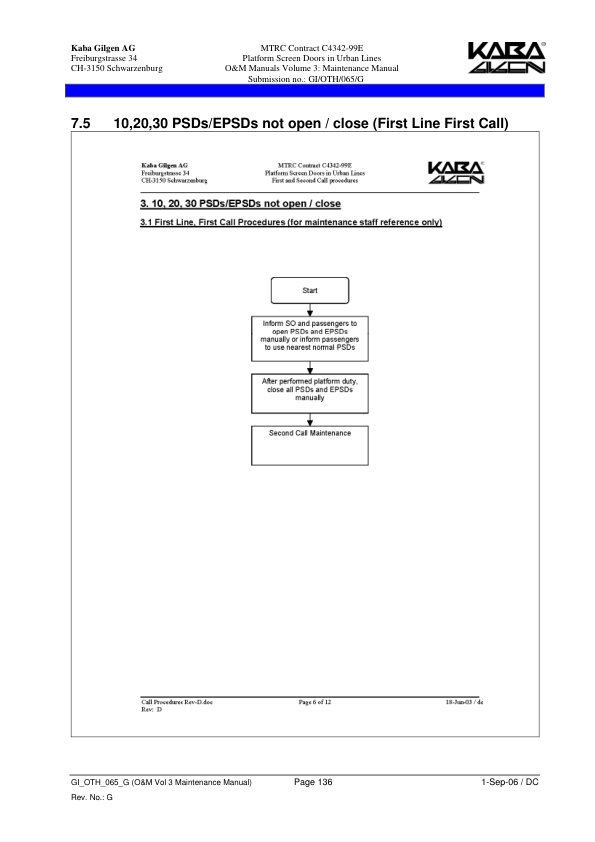 Kaba Gilgen AG
Freiburgstrasse 34
CH-3150 Schwarzenburg
MTRC Contract C4342-99E
Platform Screen Doors in Urban Lines
O&M Manuals Volume 3: Maintenance Manual
Submission no.: GI/OTH/065/G
KABA®
GILGEN
7.5 10,20,30 PSDs/EPSDs not open / close (First Line First Call)
Kaba Gilgen AG
Freiburgstrasse 34
CH-3150 Schwarzenburg
MTRC Contract C4342-99E
Platform Screen Doors in Urban Lines
First and Second Call procedures
KABA®
GILGEN
3. 10, 20, 30 PSDs/EPSDs not open / close
3.1 First Line, First Call Procedures (for maintenance staff reference only)
Start
Inform SO and passengers to
open PSDs and EPSDs
manually or inform passengers
to use nearest normal PSDs
After performed platform duty,
close all PSDs and EPSDs
manually
Second Call Maintenance
Call Procedures Rev-D.doc
Rev: D
Page 6 of 12
18-Jun-03 / ds
GI_OTH_065_G (O&M Vol 3 Maintenance Manual)
Rev. No.: G
Page 136
1-Sep-06 / DC